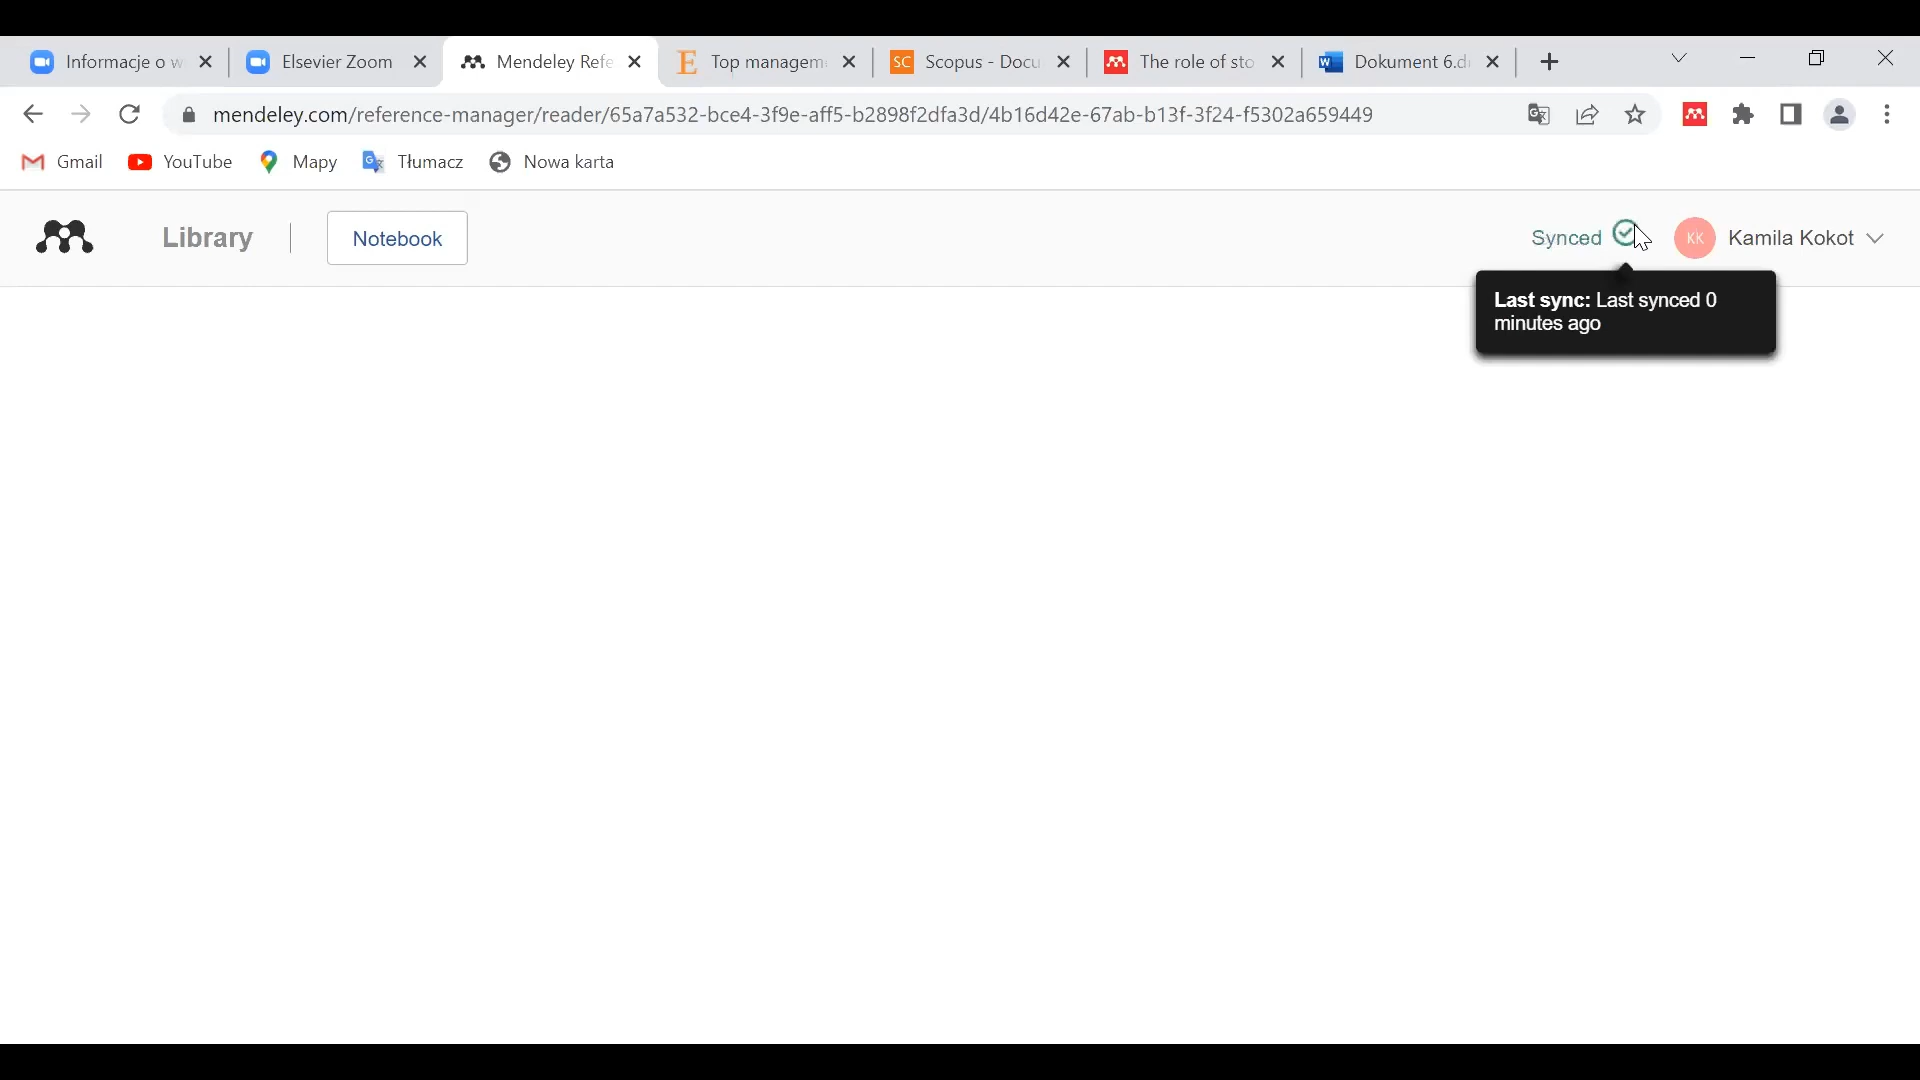 Informacje o w
Elsevier Zoom
Mendeley Refe
Top managem
SC Scopus - Docu
The role of sto
W Dokument 6.d
mendeley.com/reference-manager/reader/65a7a532-bce4-3f9e-aff5-b2898f2dfa3d/4b16d42e-67ab-b13f-3f24-f5302a659449
Gmail YouTube Mapy Tłumacz Nowa karta
Library Notebook Synced KK Kamila Kokot
Last sync: Last synced 0
minutes ago